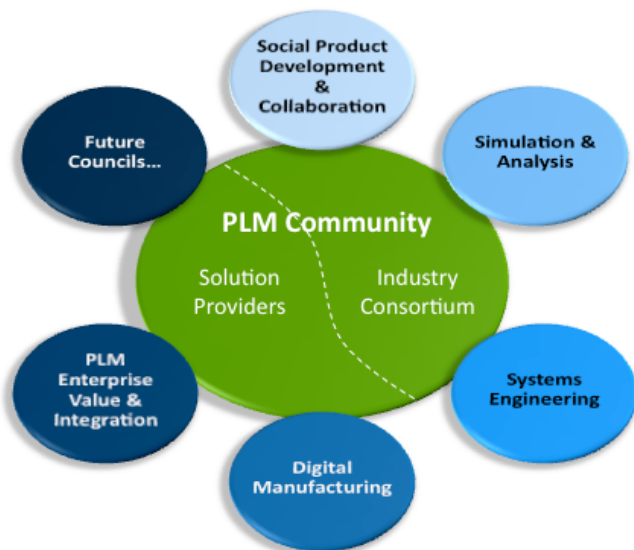 Social Product
Development
&
Collaboration
Future
Councils...
Simulation &
Analysis
PLM Community
Solution
Providers
Industry
Consortium
PLM
Enterprise
Value &
Integration
Systems
Engineering
Digital
Manufacturing